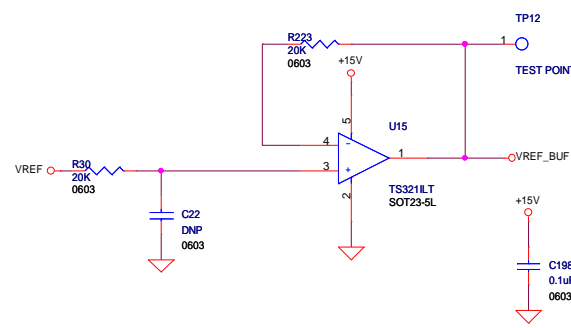 TP12
R223
20K
0603
1
+15V
TEST POINT
5
U15
4
-
VREF
R30
20K
0603
3
+
1
VREF_BUF
2
TS321ILT
SOT23-5L
+15V
C22
DNP
0603
C198
0.1u
0603